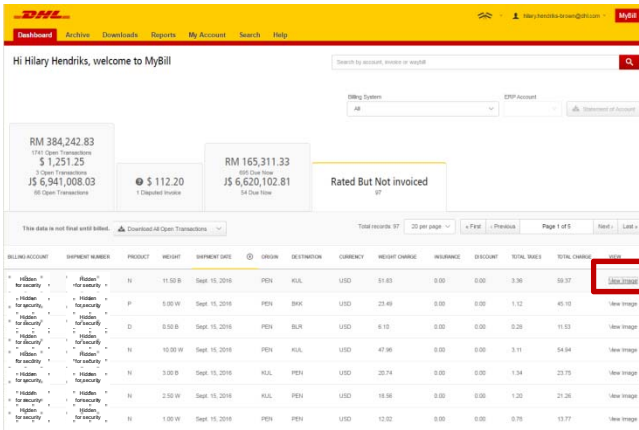 DHL
hilary.hendriks-brown@dhl.com
MyBill
Dashboard Archive Downloads Reports My Account Search Help
Hi Hilary Hendriks, welcome to MyBill
Search by account, invoice or waybill
Billing System
All
ERP Account
Statement of Account
RM 384,242.83
1741 Open Transactions
$ 1,251.25
3 Open Transactions
J$ 6,941,008.03
66 Open Transactions
$ 112.20
1 Disputed Invoice
RM 165,311.33
695 Due Now
J$ 6,620,102.81
54 Due Now
Rated But Not invoiced
97
This data is not final until billed. Download All Open Transactions
Total records: 97 20 per page « First ‹ Previous Page 1 of 5 Next › Last »
BILLING ACCOUNT SHIPMENT NUMBER PRODUCT WEIGHT SHIPMENT DATE ORIGIN DESTINATION CURRENCY WEIGHT CHARGE INSURANCE DISCOUNT TOTAL TAXES TOTAL CHARGE VIEW
Hidden for security Hidden for security N 11.50 B Sept. 15, 2016 PEN KUL USD 51.83 0.00 0.00 3.36 59.37 View Image
Hidden for security Hidden for security P 5.00 W Sept. 15, 2016 PEN BKK USD 23.49 0.00 0.00 1.12 45.10 View Image
Hidden for security Hidden for security D 0.50 B Sept. 15, 2016 PEN BLR USD 6.10 0.00 0.00 0.28 11.53 View Image
Hidden for security Hidden for security N 10.00 W Sept. 15, 2016 PEN KUL USD 47.96 0.00 0.00 3.11 54.94 View Image
Hidden for security Hidden for security N 3.00 B Sept. 15, 2016 KUL PEN USD 20.74 0.00 0.00 1.34 23.75 View Image
Hidden for security Hidden for security N 2.50 W Sept. 15, 2016 KUL PEN USD 18.56 0.00 0.00 1.20 21.26 View Image
Hidden for security Hidden for security N 1.00 W Sept. 15, 2016 PEN PEN USD 12.02 0.00 0.00 0.78 13.77 View Image